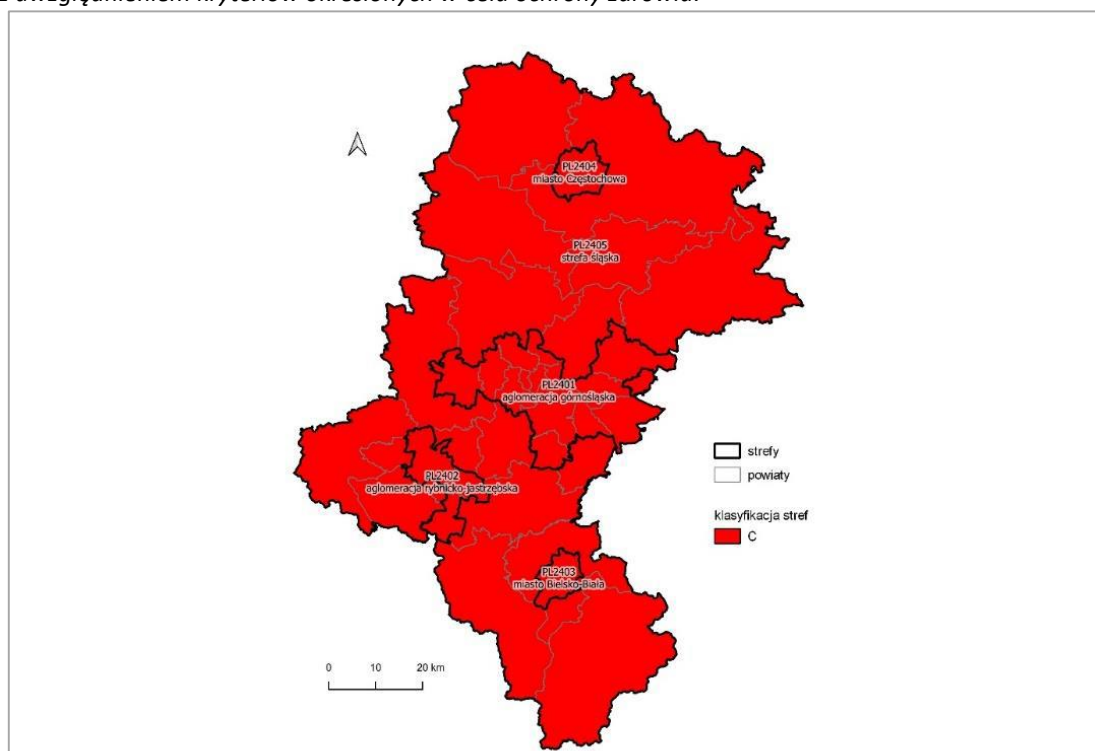 z uwzględnieniem kryteriów określonych w celu ochrony zdrowia.
PL2404
miasto Częstochowa
PL2405
strefa śląska
PL2401
aglomeracja górnośląska
PL2402
aglomeracja rybnicko-jastrzębska
PL2403
miasto Bielsko-Biała
strefy
powiaty
klasyfikacja stref
C
0 10 20 km